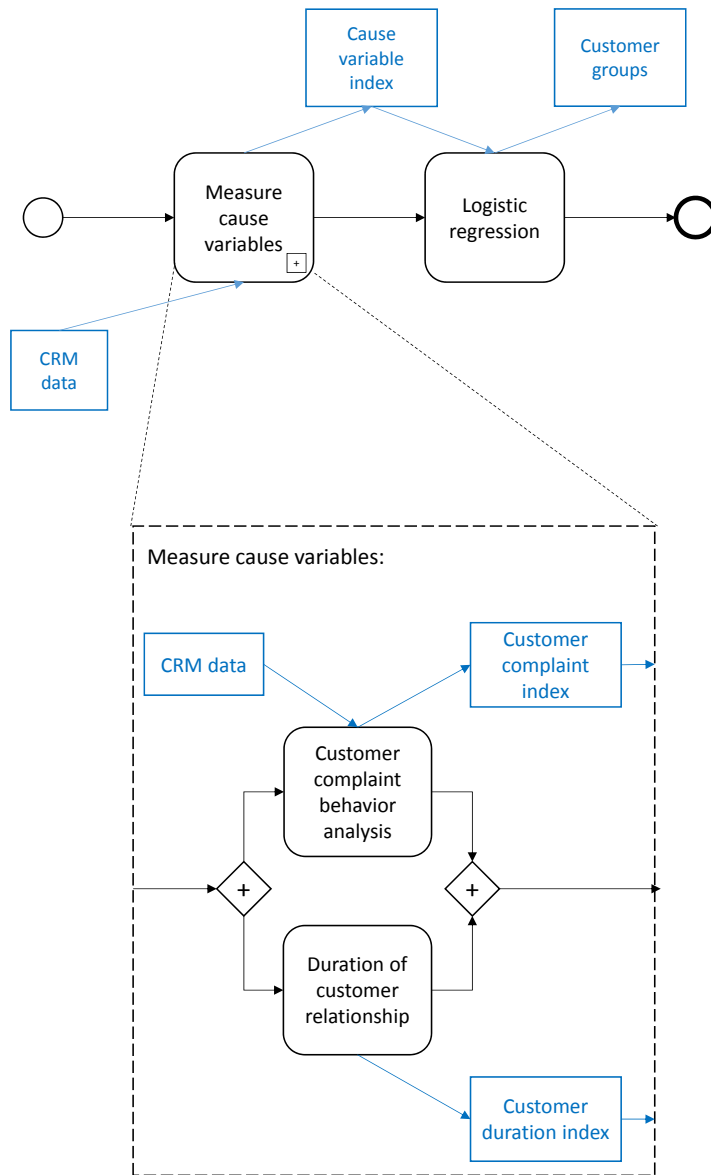 Cause
variable
index
Customer
groups
Measure
cause
variables
+
Logistic
regression
CRM
data
Measure cause variables:
CRM data
Customer
complaint
index
Customer
complaint
behavior
analysis
+
+
Duration of
customer
relationship
Customer
duration index